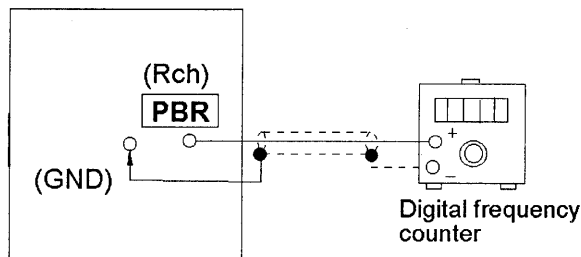 (Rch)
PBR
(GND)
+
−
Digital frequency
counter